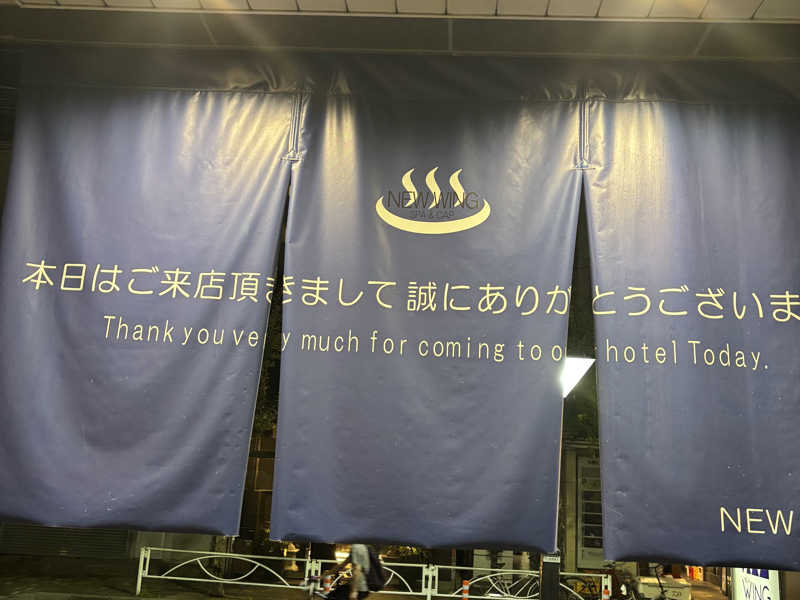 NEW WING
SPA & CAP
本日はご来店頂きまして 誠にありがとうございま
Thank you very much for coming to our hotel Today.
NEW
WING